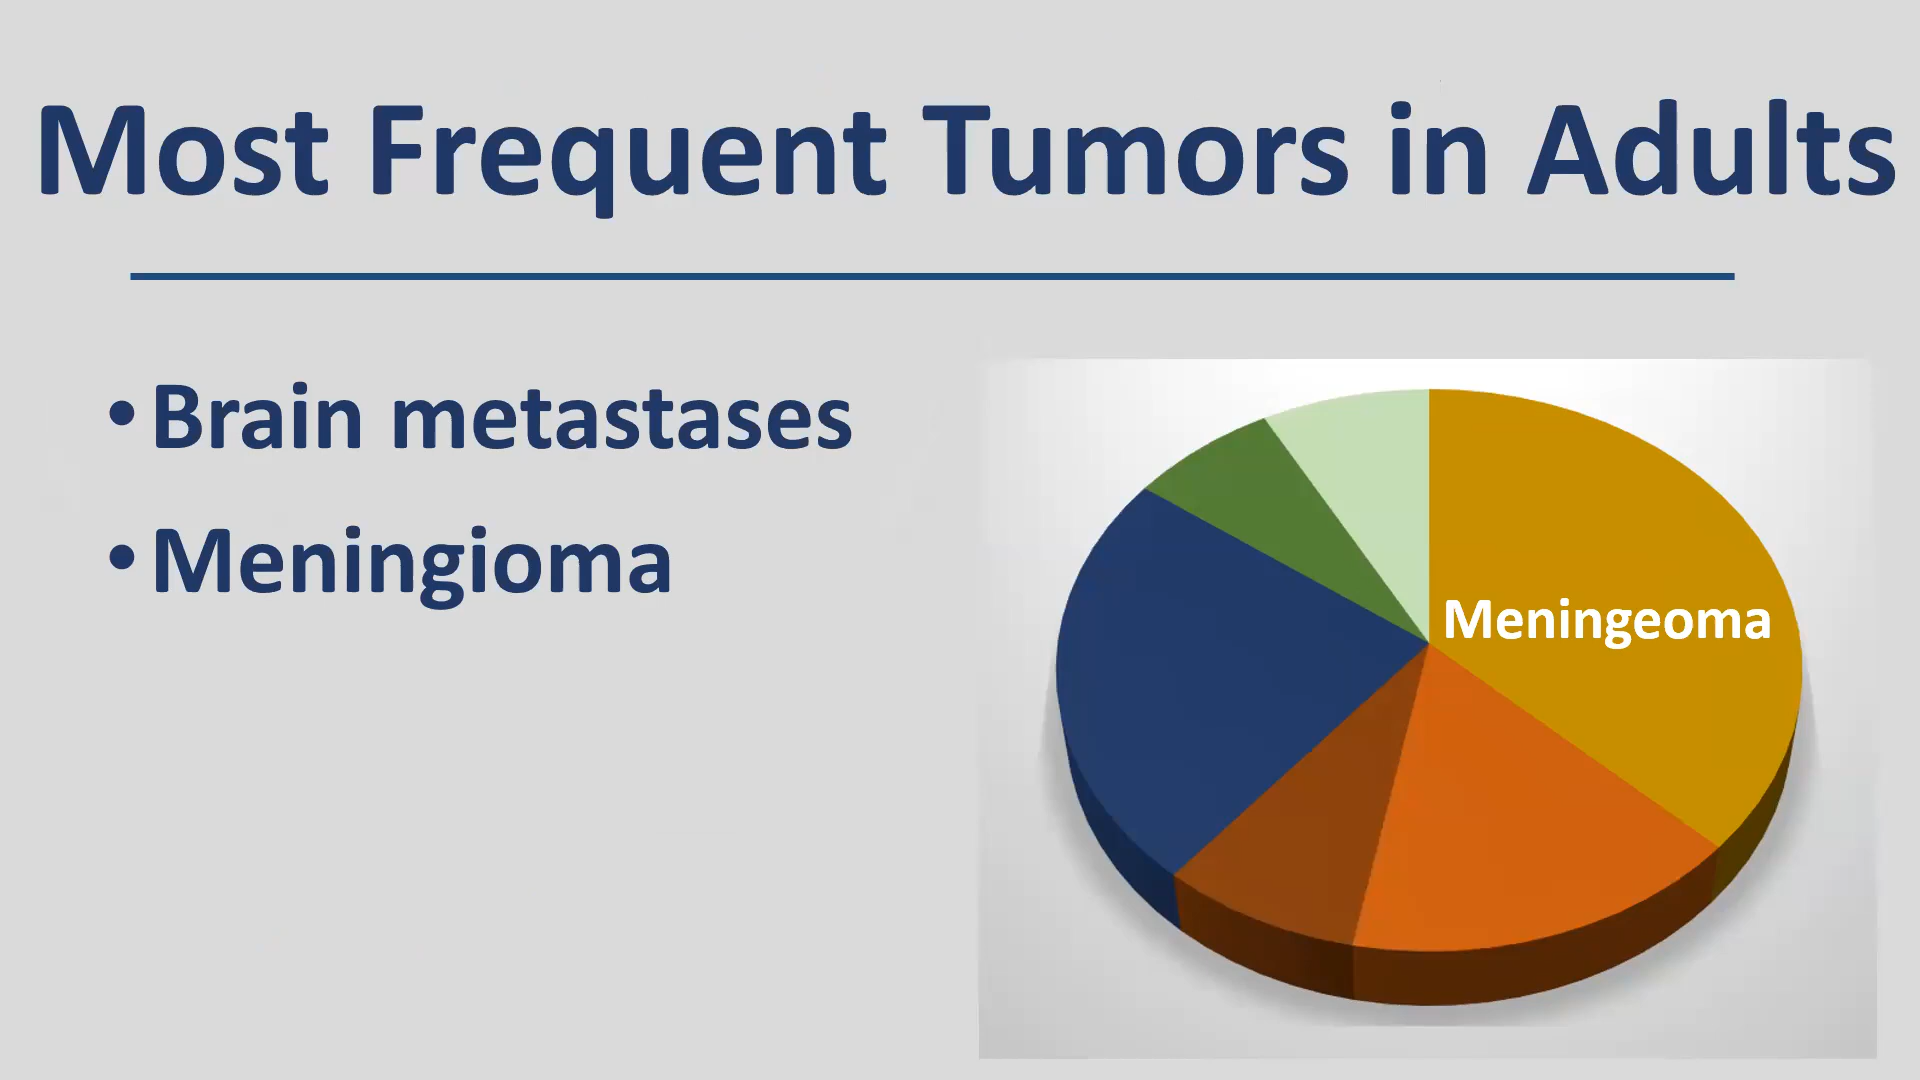 Most Frequent Tumors in Adults
• Brain metastases
• Meningioma
Meningeoma